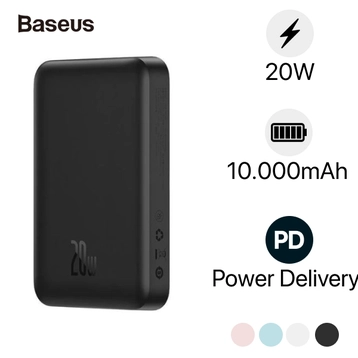 Baseus
20W
10.000mAh
PD
Power Delivery
20W